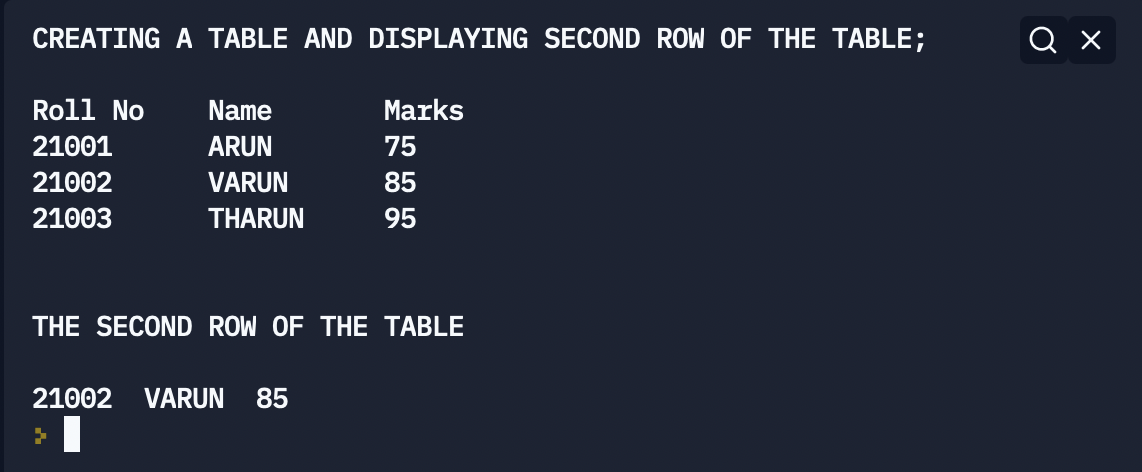 CREATING A TABLE AND DISPLAYING SECOND ROW OF THE TABLE;
Roll No    Name       Marks
21001      ARUN       75
21002      VARUN      85
21003      THARUN     95
THE SECOND ROW OF THE TABLE
21002  VARUN  85